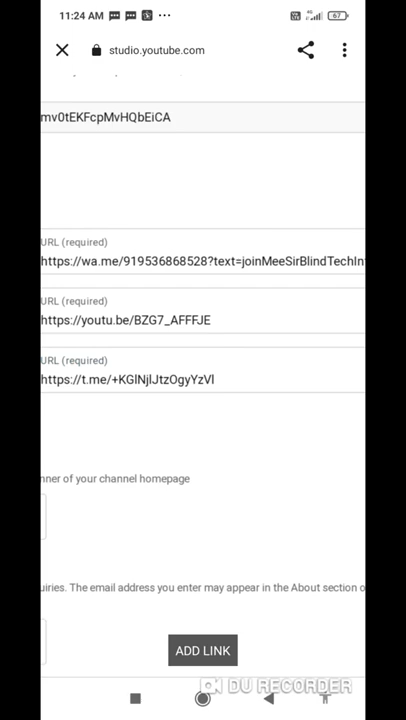 11:24 AM
67
studio.youtube.com
mv0tEKFcpMvHQbEiCA
URL (required)
https://wa.me/919536868528?text=joinMeeSirBlindTechInf
URL (required)
https://youtu.be/BZG7_AFFFJE
URL (required)
https://t.me/+KGlNjlJtzOgyYzVl
nner of your channel homepage
uiries. The email address you enter may appear in the About section o
ADD LINK
DU RECORDER